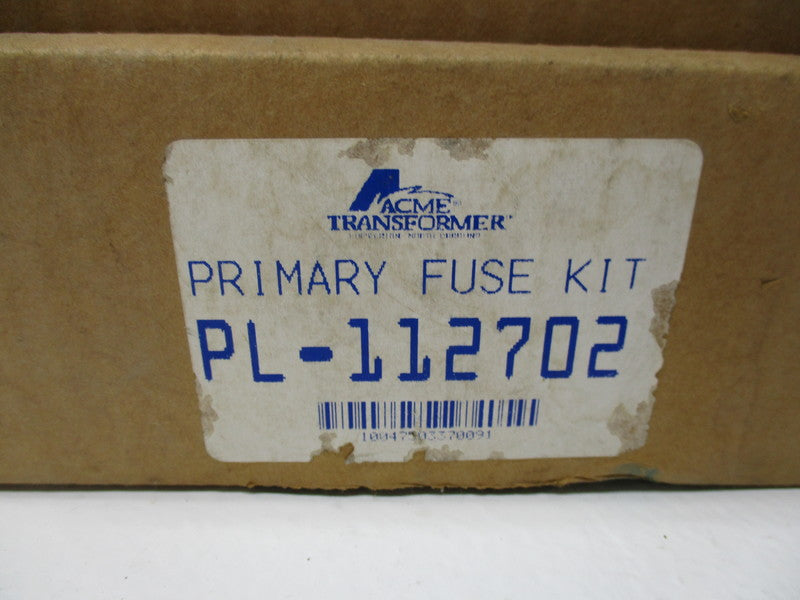 ACME
TRANSFORMER
PRIMARY FUSE KIT
PL-112702